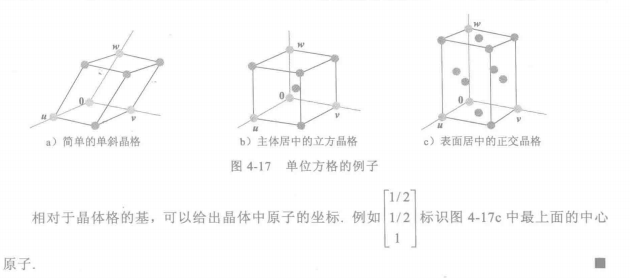 w
w
w
0
u
v
0
u
v
0
u
v
a）简单的单斜晶格
b）主体居中的立方晶格
c）表面居中的正交晶格
图 4-17 单位方格的例子
相对于晶体格的基，可以给出晶体中原子的坐标. 例如 [1/2 1/2 1] 标识图 4-17c 中最上面的中心
原子.